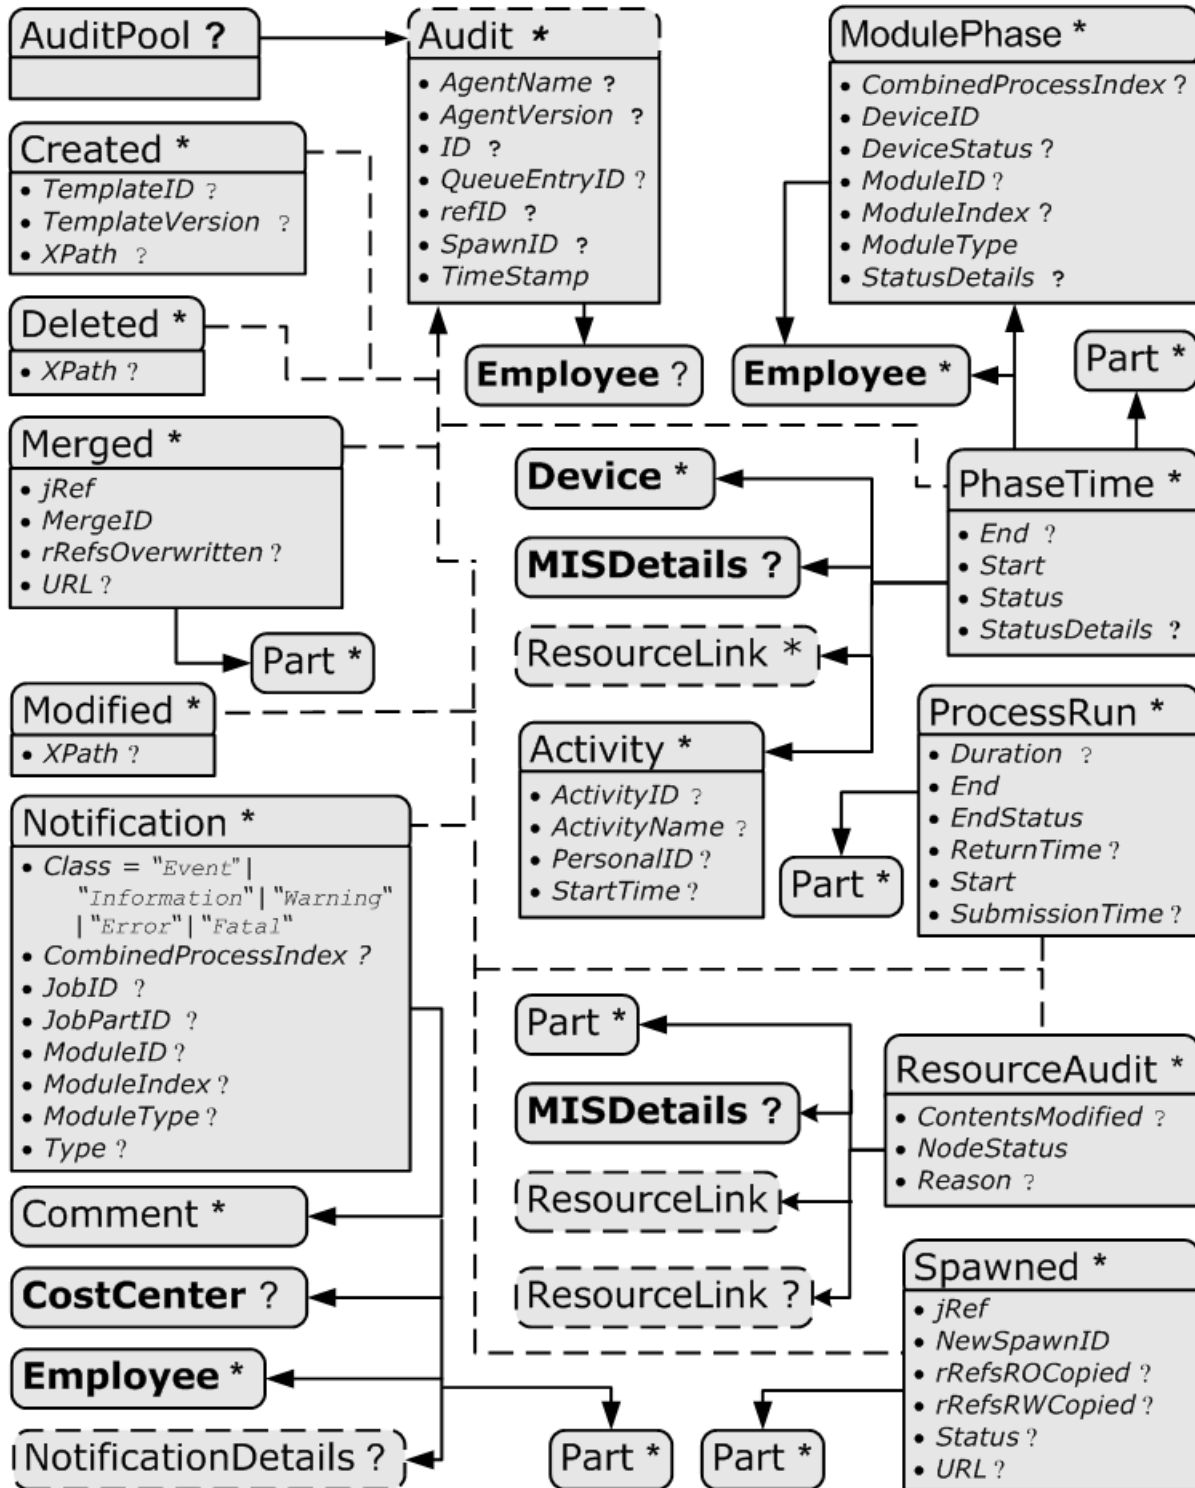 AuditPool ?
Audit *
• AgentName ?
• AgentVersion ?
• ID ?
• QueueEntryID ?
• refID ?
• SpawnID ?
• TimeStamp
ModulePhase *
• CombinedProcessIndex ?
• DeviceID
• DeviceStatus ?
• ModuleID ?
• ModuleIndex ?
• ModuleType
• StatusDetails ?
Created *
• TemplateID ?
• TemplateVersion ?
• XPath ?
Deleted *
• XPath ?
Employee ?
Employee *
Part *
Merged *
• jRef
• MergeID
• rRefsOverwritten ?
• URL ?
Part *
Device *
MISDetails ?
ResourceLink *
Activity *
• ActivityID ?
• ActivityName ?
• PersonalID ?
• StartTime ?
PhaseTime *
• End ?
• Start
• Status
• StatusDetails ?
Modified *
• XPath ?
ProcessRun *
• Duration ?
• End
• EndStatus
• ReturnTime ?
• Start
• SubmissionTime ?
Part *
Notification *
• Class = "Event" |
"Information" | "Warning"
| "Error" | "Fatal"
• CombinedProcessIndex ?
• JobID ?
• JobPartID ?
• ModuleID ?
• ModuleIndex ?
• ModuleType ?
• Type ?
Part *
MISDetails ?
ResourceLink
ResourceLink ?
ResourceAudit *
• ContentsModified ?
• NodeStatus
• Reason ?
Comment *
CostCenter ?
Employee *
NotificationDetails ?
Part *
Part *
Spawned *
• jRef
• NewSpawnID
• rRefsROCopied ?
• rRefsRWCopied ?
• Status ?
• URL ?